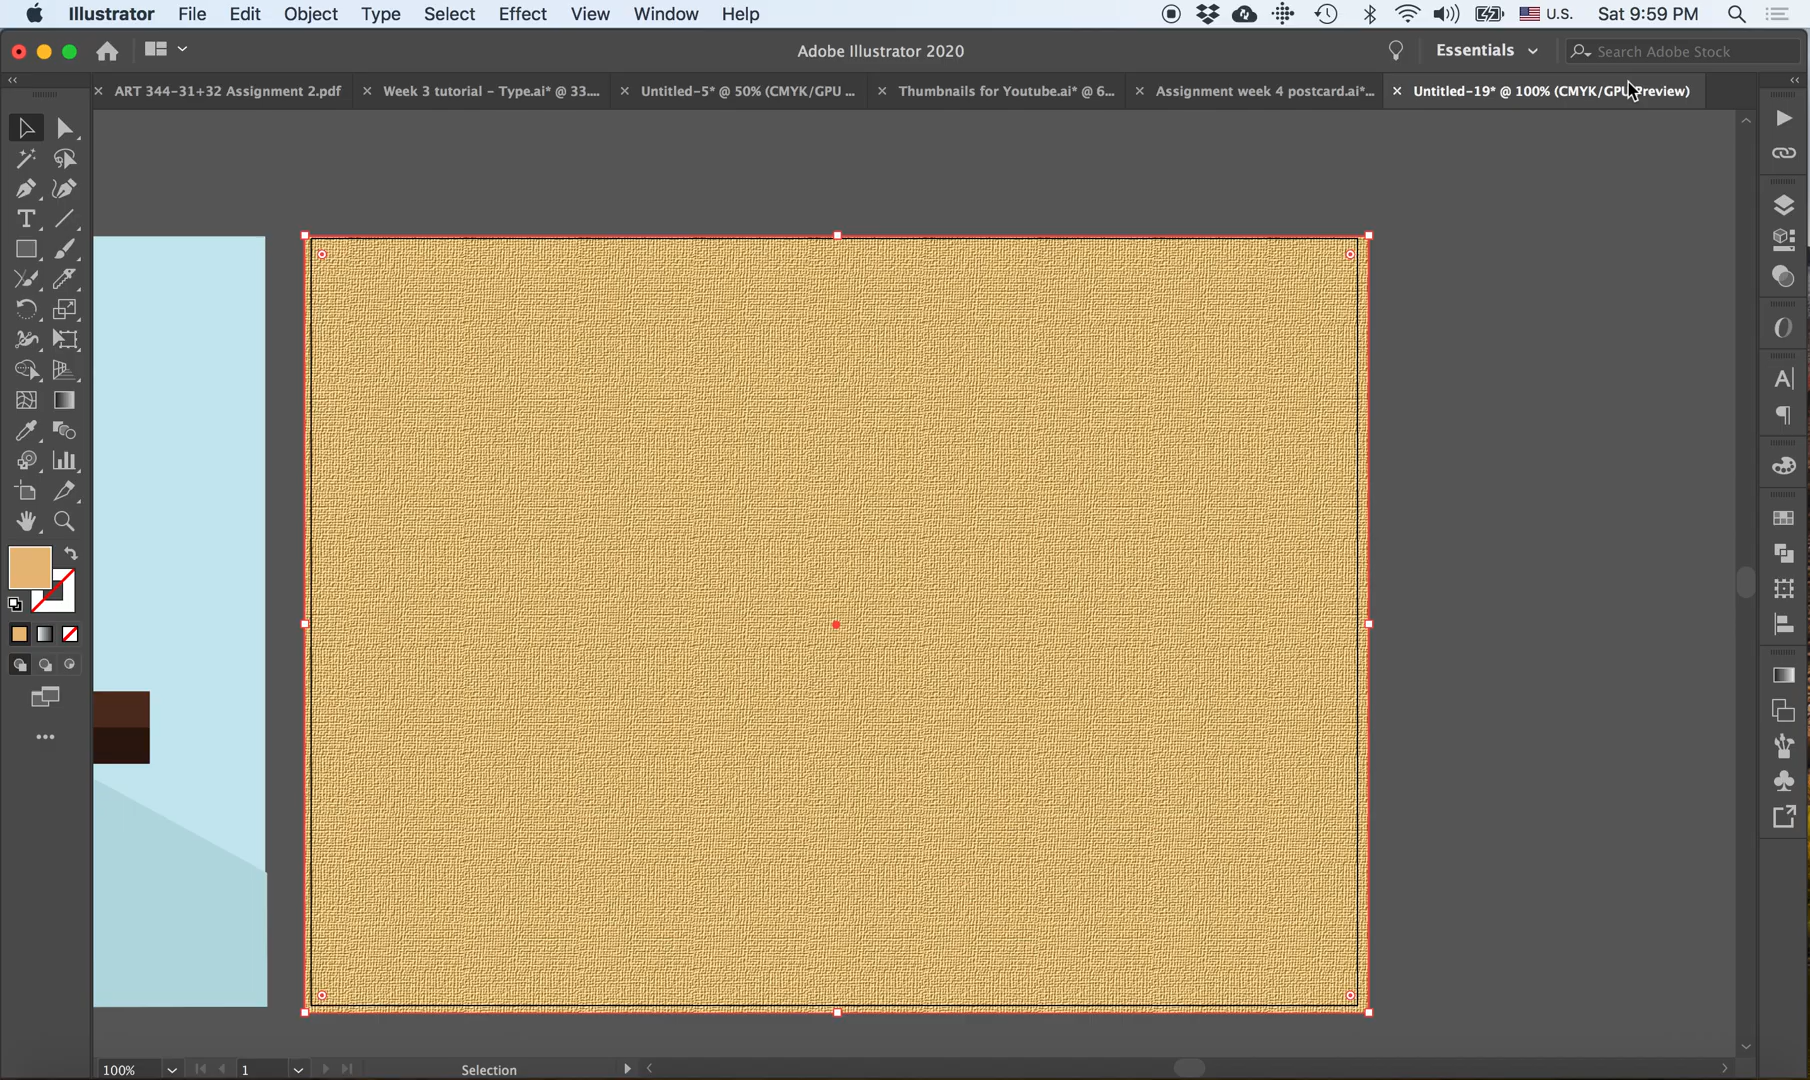 Illustrator File Edit Object Type Select Effect View Window Help U.S. Sat 9:59 PM
Adobe Illustrator 2020 Essentials Search Adobe Stock
ART 344-31+32 Assignment 2.pdf Week 3 tutorial - Type.ai* @ 33.... Untitled-5* @ 50% (CMYK/GPU ... Thumbnails for Youtube.ai* @ 6... Assignment week 4 postcard.ai*... Untitled-19* @ 100% (CMYK/GPU Preview)
100% 1 Selection